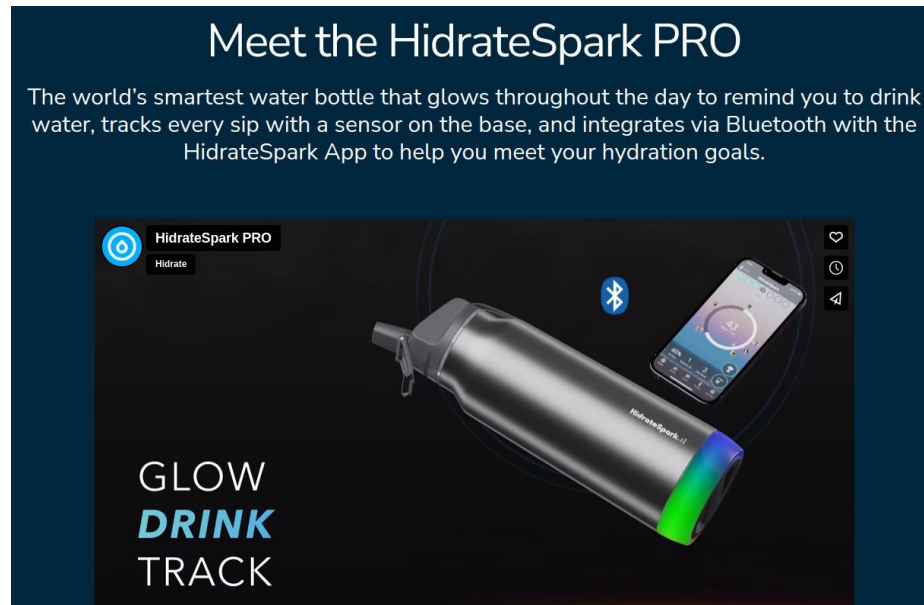 Meet the HidrateSpark PRO
The world's smartest water bottle that glows throughout the day to remind you to drink
water, tracks every sip with a sensor on the base, and integrates via Bluetooth with the
HidrateSpark App to help you meet your hydration goals.
HidrateSpark PRO
Hidrate
43
HidrateSpark
GLOW
DRINK
TRACK